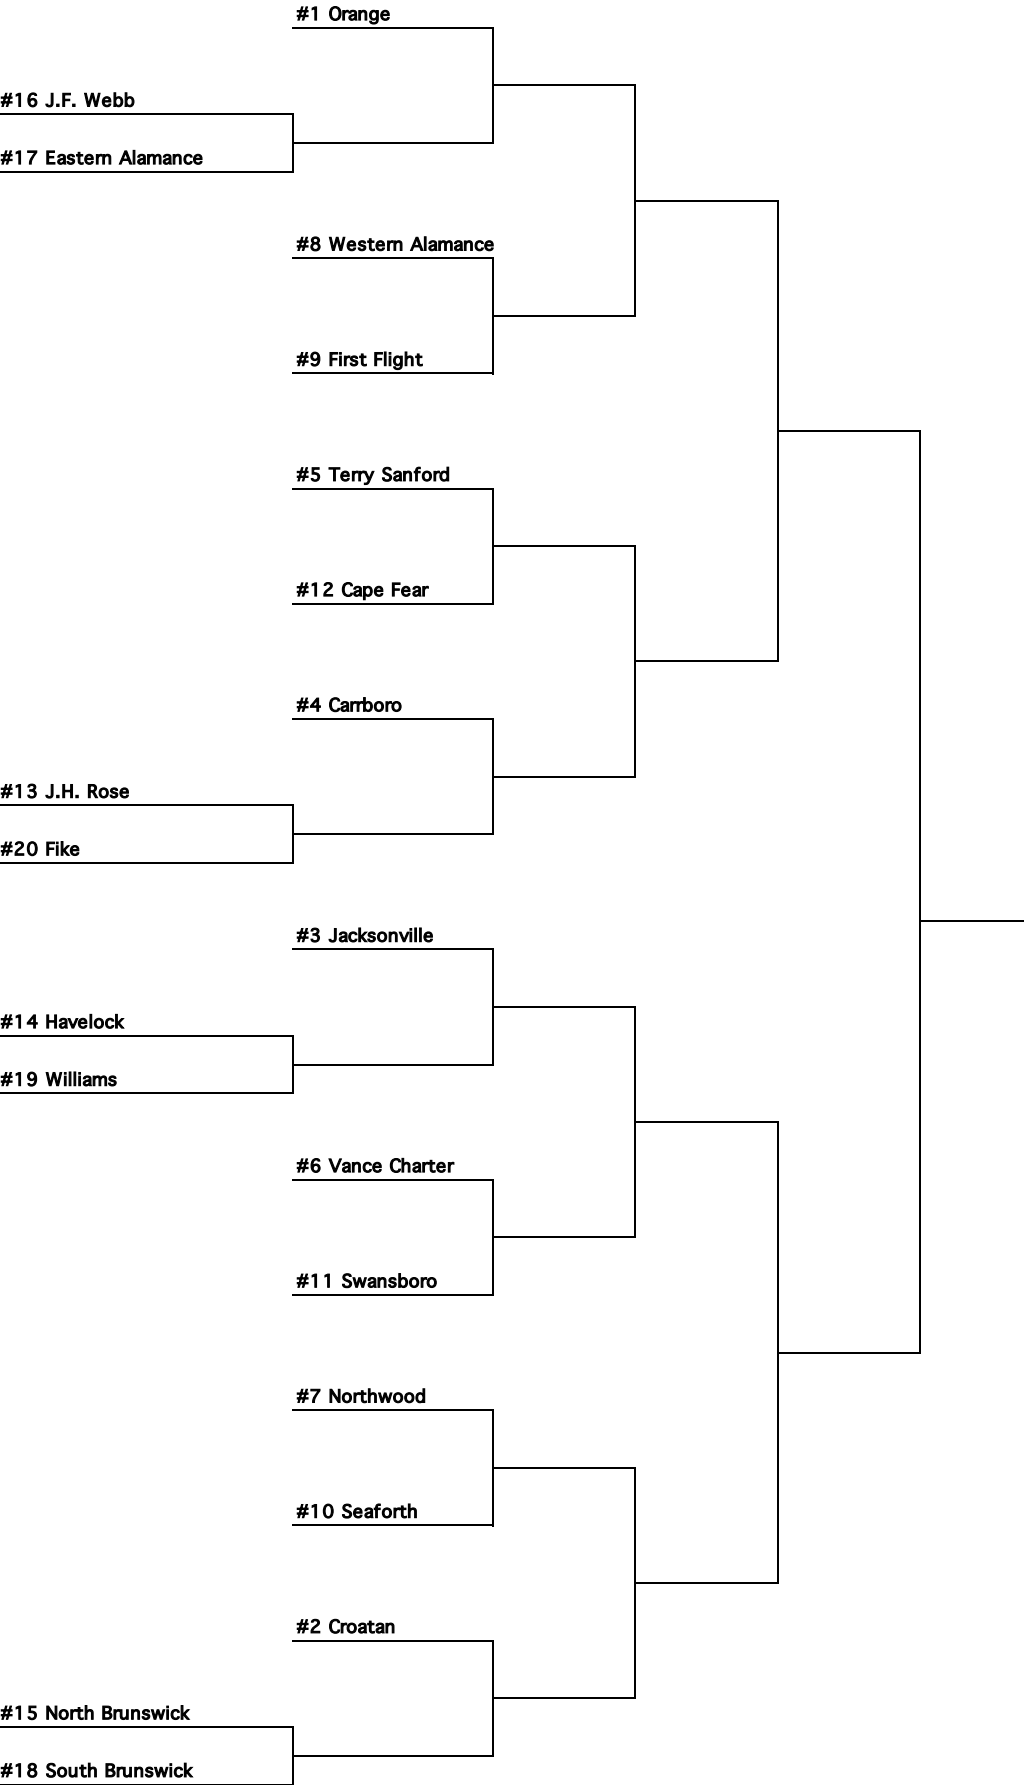 #1 Orange
#16 J.F. Webb
#17 Eastern Alamance
#8 Western Alamance
#9 First Flight
#5 Terry Sanford
#12 Cape Fear
#4 Carrboro
#13 J.H. Rose
#20 Fike
#3 Jacksonville
#14 Havelock
#19 Williams
#6 Vance Charter
#11 Swansboro
#7 Northwood
#10 Seaforth
#2 Croatan
#15 North Brunswick
#18 South Brunswick